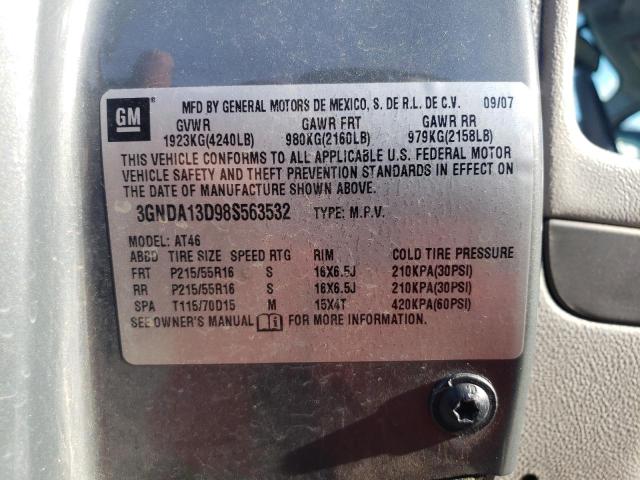 GM ® MFD BY GENERAL MOTORS DE MEXICO, S. DE R.L. DE C.V. 09/07
GVWR GAWR FRT GAWR RR
1923KG(4240LB) 980KG(2160LB) 979KG(2158LB)
THIS VEHICLE CONFORMS TO ALL APPLICABLE U.S. FEDERAL MOTOR
VEHICLE SAFETY AND THEFT PREVENTION STANDARDS IN EFFECT ON
THE DATE OF MANUFACTURE SHOWN ABOVE.
3GNDA13D98S563532 TYPE: M.P.V.
MODEL: AT46
ABBD TIRE SIZE SPEED RTG RIM COLD TIRE PRESSURE
FRT P215/55R16 S 16X6.5J 210KPA(30PSI)
RR P215/55R16 S 16X6.5J 210KPA(30PSI)
SPA T115/70D15 M 15X4T 420KPA(60PSI)
SEE OWNER'S MANUAL FOR MORE INFORMATION.